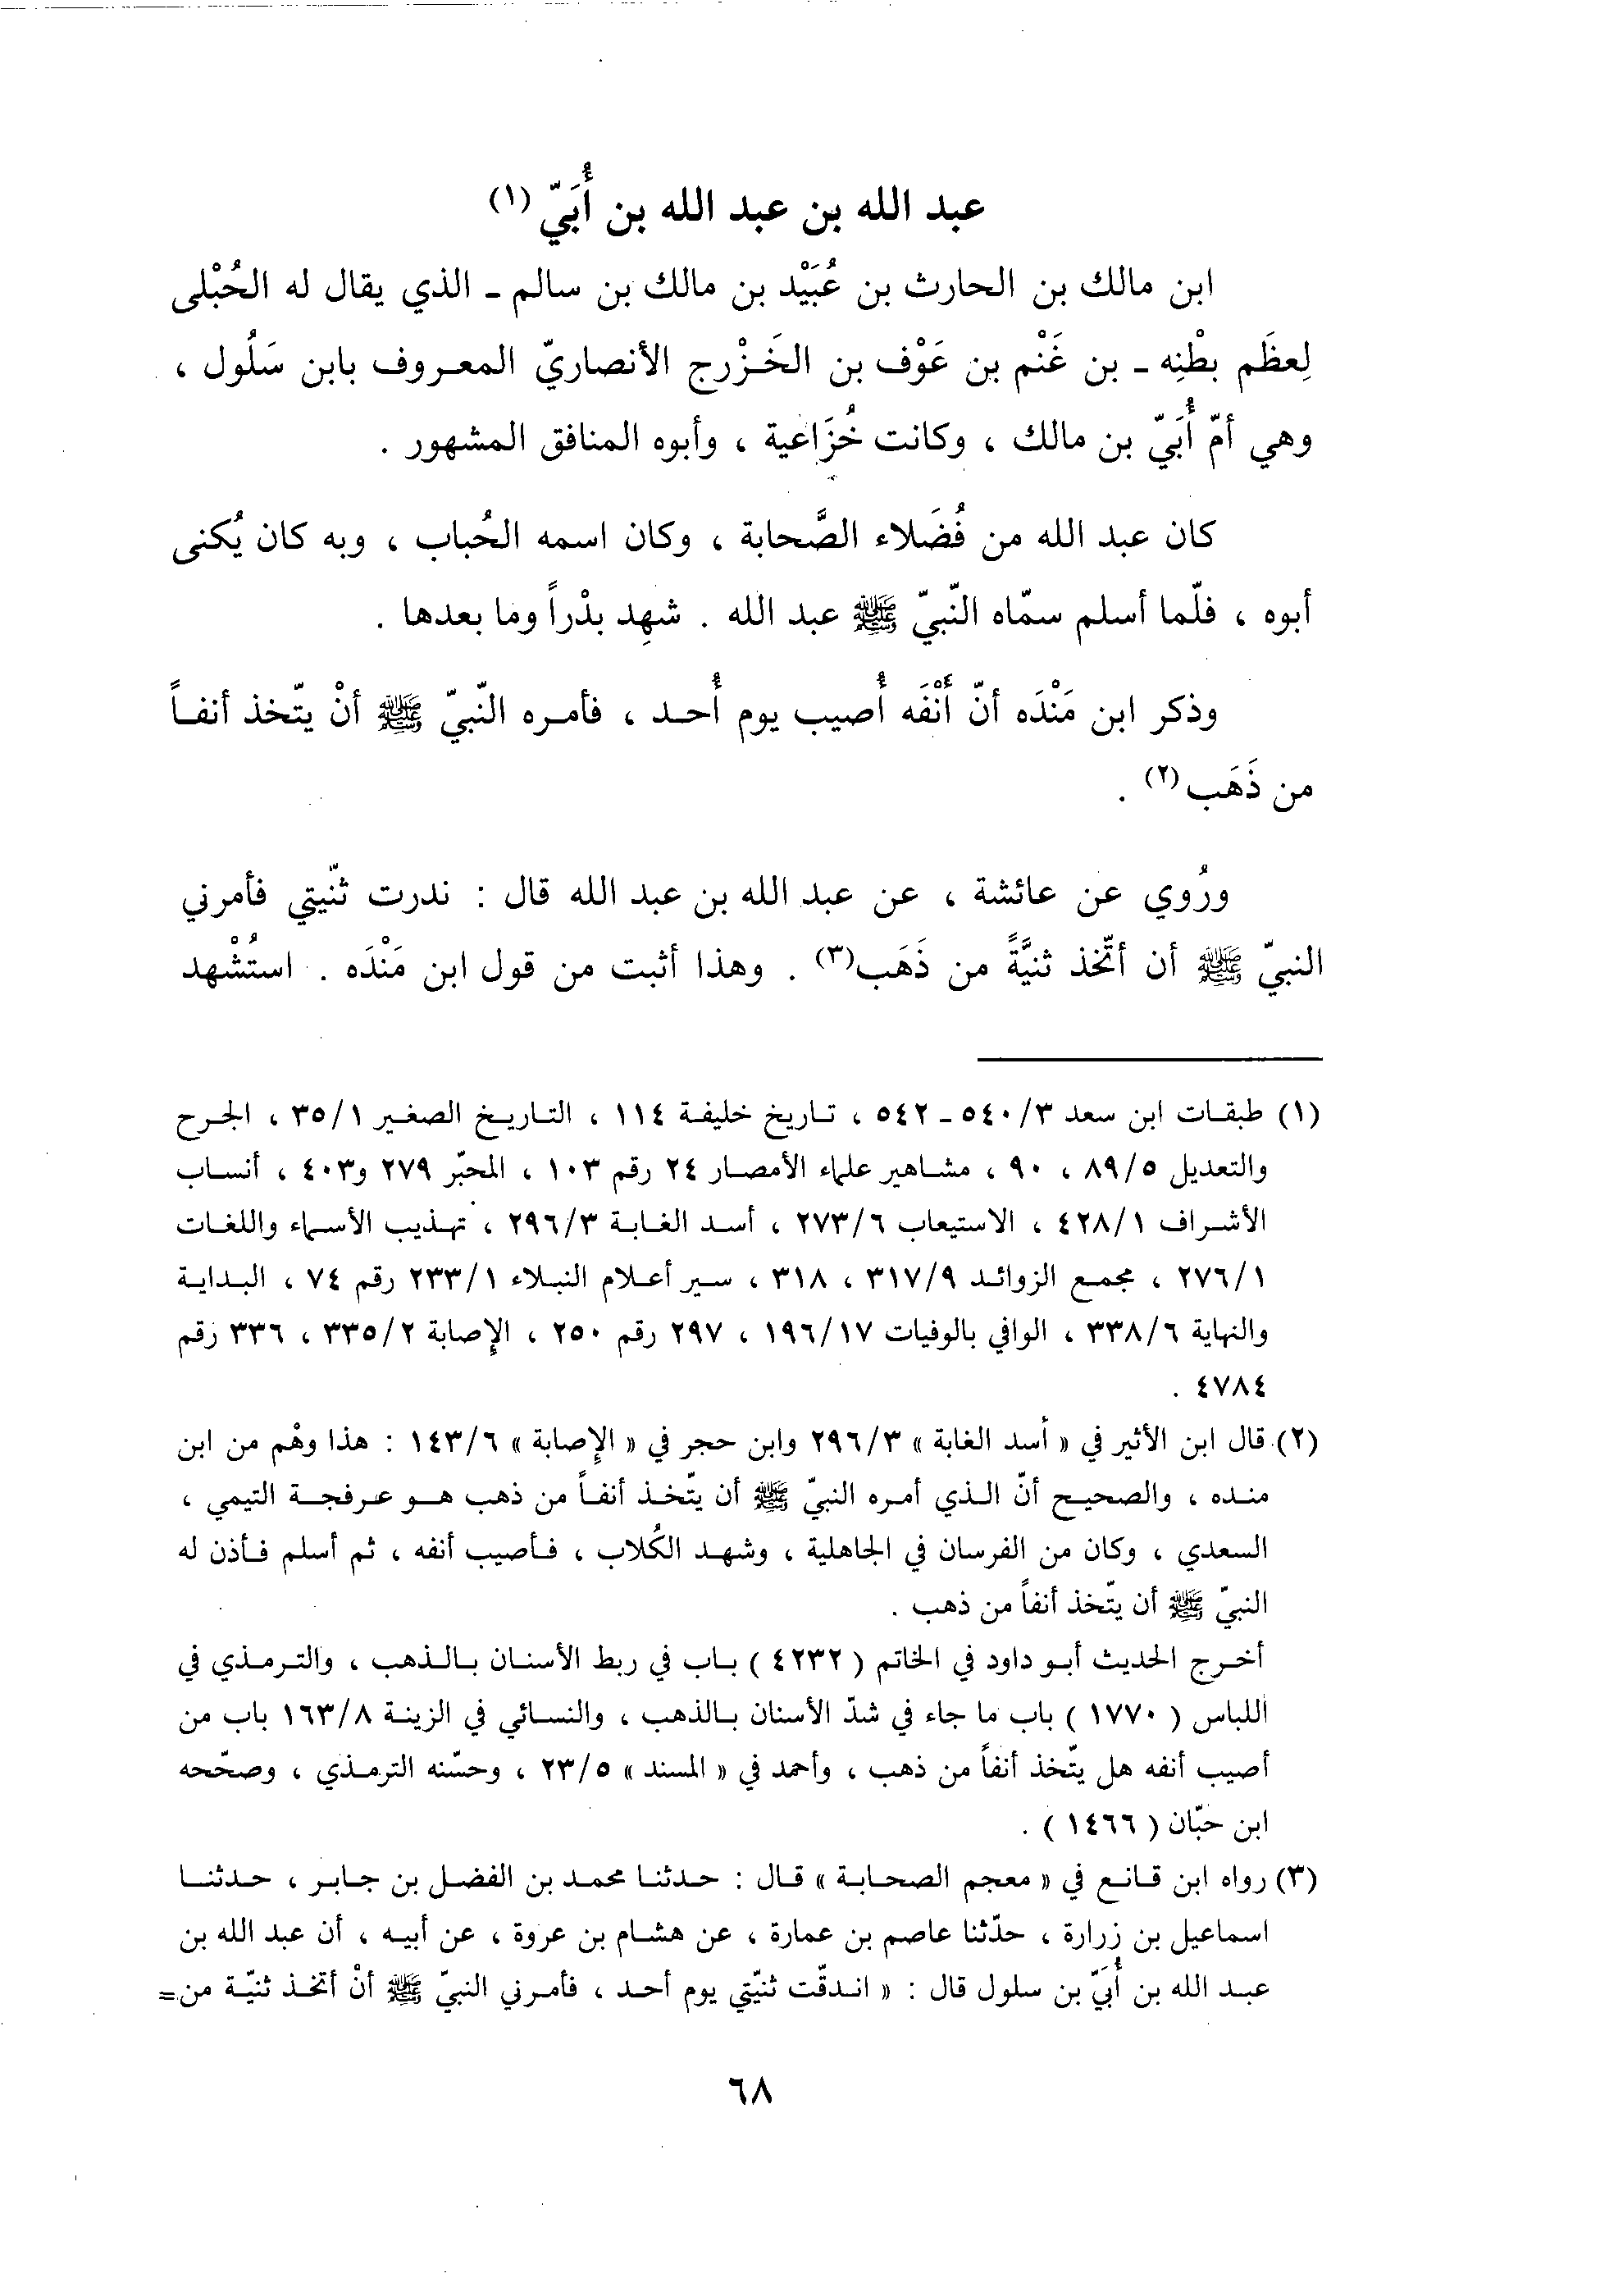 عبد الله بن عبد الله بن أُبَيّ (١)
ابن مالك بن الحارث بن عُبَيْد بن مالك بن سالم ـ الذي يقال له الحُبْلى
لِعظَم بطْنِه ـ بن غَنْم بن عَوْف بن الخَزْرج الأنصاريّ المعروف بابن سَلُول ،
وهي أمّ أُبَيّ بن مالك ، وكانت خُزَاعية ، وأبوه المنافق المشهور .
كان عبد الله من فُضَلاء الصَّحابة ، وكان اسمه الحُباب ، وبه كان يُكنى
أبوه ، فلّما أسلم سمّاه النّبيّ ﷺ عبد الله . شهِد بدْراً وما بعدها .
وذكر ابن مَنْدَه أنّ أَنْفَه أُصيب يوم أُحد ، فأمره النّبيّ ﷺ أنْ يتّخذ أنفاً
من ذَهَب (٢) .
ورُوي عن عائشة ، عن عبد الله بن عبد الله قال : ندرت ثنّيتي فأمرني
النبيّ ﷺ أن أتّخذ ثنيَّةً من ذَهَب (٣) . وهذا أثبت من قول ابن مَنْدَه . استُشْهد
(١) طبقات ابن سعد ٣/٥٤٠ ـ ٥٤٢ ، تاريخ خليفة ١١٤ ، التاريخ الصغير ١/٣٥ ، الجرح
والتعديل ٥/٨٩ ، ٩٠ ، مشاهير علماء الأمصار ٢٤ رقم ١٠٣ ، المحبّر ٢٧٩ و٤٠٣ ، أنساب
الأشراف ١/٤٢٨ ، الاستيعاب ٦/٢٧٣ ، أسد الغابة ٣/٢٩٦ ، تهذيب الأسماء واللغات
١/٢٧٦ ، مجمع الزوائد ٩/٣١٧ ، ٣١٨ ، سير أعلام النبلاء ١/٢٣٣ رقم ٧٤ ، البداية
والنهاية ٦/٣٣٨ ، الوافي بالوفيات ١٧/١٩٦ ، ٢٩٧ رقم ٢٥٠ ، الإصابة ٢/٣٣٥ ، ٣٣٦ رقم
٤٧٨٤ .
(٢) قال ابن الأثير في « أسد الغابة » ٣/٢٩٦ وابن حجر في « الإصابة » ٦/١٤٣ : هذا وهْم من ابن
منده ، والصحيح أنّ الذي أمره النبيّ ﷺ أن يتّخذ أنفاً من ذهب هو عرفجة التيمي ،
السعدي ، وكان من الفرسان في الجاهلية ، وشهد الكُلاب ، فأصيب أنفه ، ثم أسلم فأذن له
النبيّ ﷺ أن يتّخذ أنفاً من ذهب .
أخرج الحديث أبو داود في الخاتم ( ٤٢٣٢ ) باب في ربط الأسنان بالذهب ، والترمذي في
اللباس ( ١٧٧٠ ) باب ما جاء في شدّ الأسنان بالذهب ، والنسائي في الزينة ٨/١٦٣ باب من
أصيب أنفه هل يتّخذ أنفاً من ذهب ، وأحمد في « المسند » ٥/٢٣ ، وحسّنه الترمذي ، وصحّحه
ابن حبّان ( ١٤٦٦ ) .
(٣) رواه ابن قانع في « معجم الصحابة » قال : حدثنا محمد بن الفضل بن جابر ، حدثنا
اسماعيل بن زرارة ، حدّثنا عاصم بن عمارة ، عن هشام بن عروة ، عن أبيه ، أن عبد الله بن
عبد الله بن أُبَيّ بن سلول قال : « اندقّت ثنيّتي يوم أحد ، فأمرني النبيّ ﷺ أنْ أتخذ ثنيّة من =
٦٨